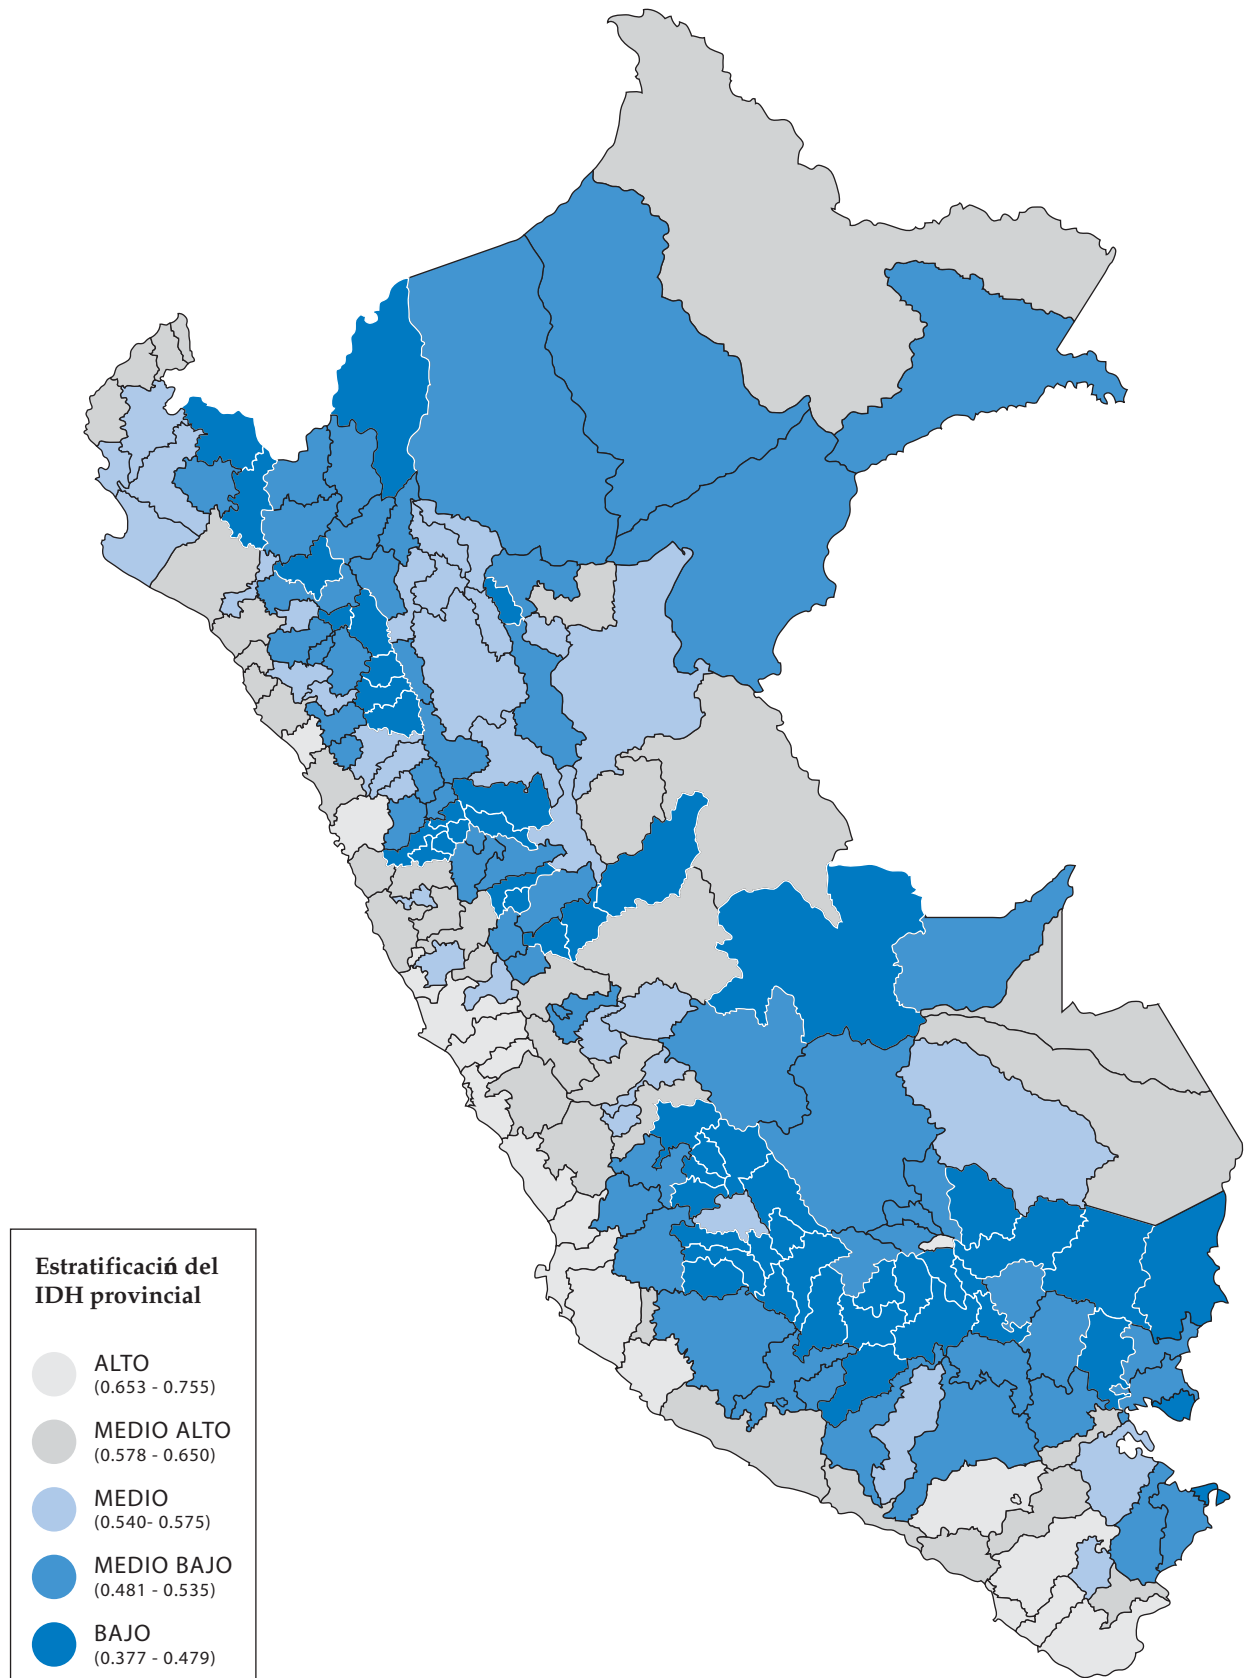 Estratificaciń del
IDH provincial
ALTO
(0.653 - 0.755)
MEDIO ALTO
(0.578 - 0.650)
MEDIO
(0.540- 0.575)
MEDIO BAJO
(0.481 - 0.535)
BAJO
(0.377 - 0.479)